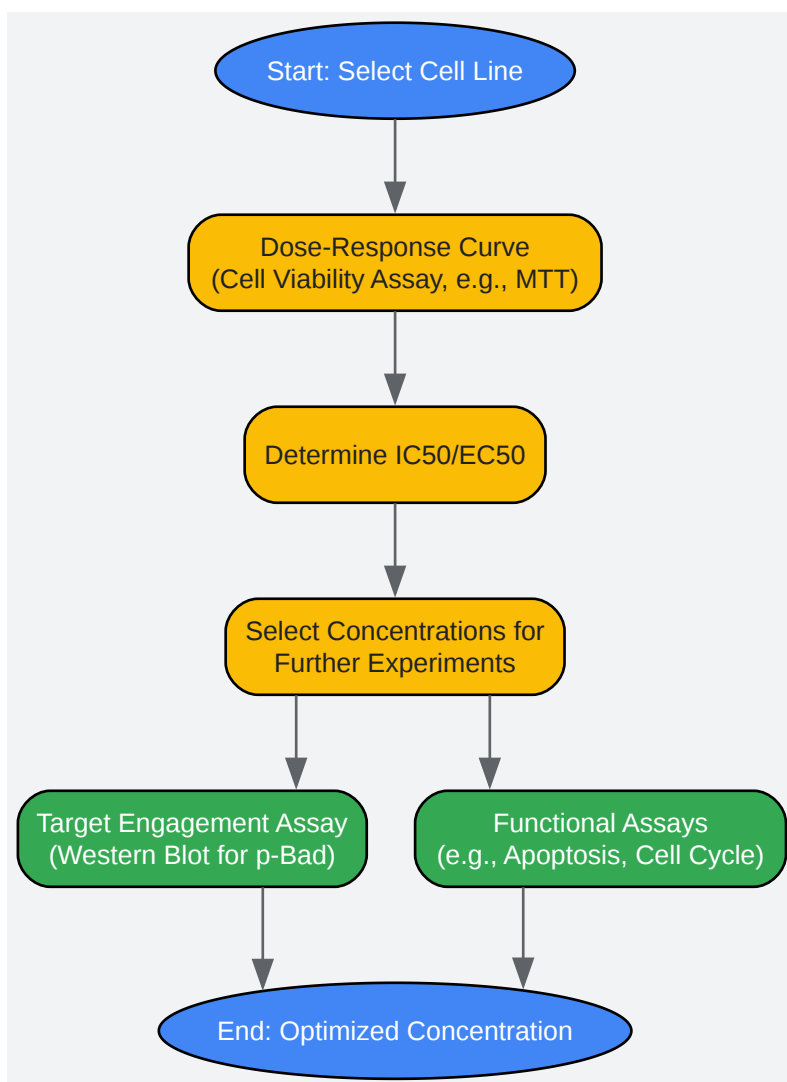 Start: Select Cell Line
Dose-Response Curve
(Cell Viability Assay, e.g., MTT)
Determine IC50/EC50
Select Concentrations for
Further Experiments
Target Engagement Assay
(Western Blot for p-Bad)
Functional Assays
(e.g., Apoptosis, Cell Cycle)
End: Optimized Concentration